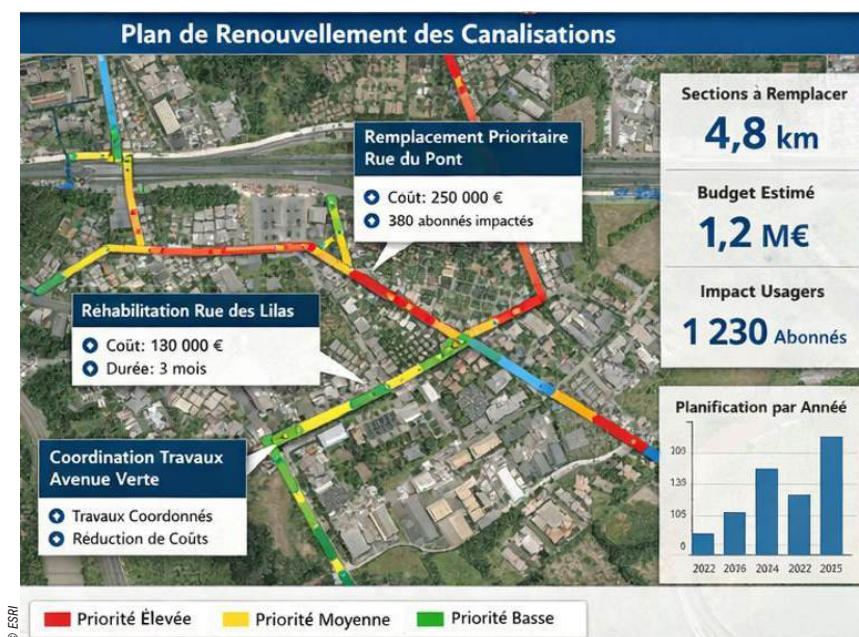 Plan de Renouvellement des Canalisations
Remplacement Prioritaire
Rue du Pont
Coût: 250 000 €
380 abonnés impactés
Réhabilitation Rue des Lilas
Coût: 130 000 €
Durée: 3 mois
Coordination Travaux
Avenue Verte
Travaux Coordonnés
Réduction de Coûts
Sections à Remplacer
4,8 km
Budget Estimé
1,2 M€
Impact Usagers
1 230 Abonnés
Planification par Annéé
205
135
105
0
2022 2026 2024 2022 2025
Priorité Élevée
Priorité Moyenne
Priorité Basse
© ESRI